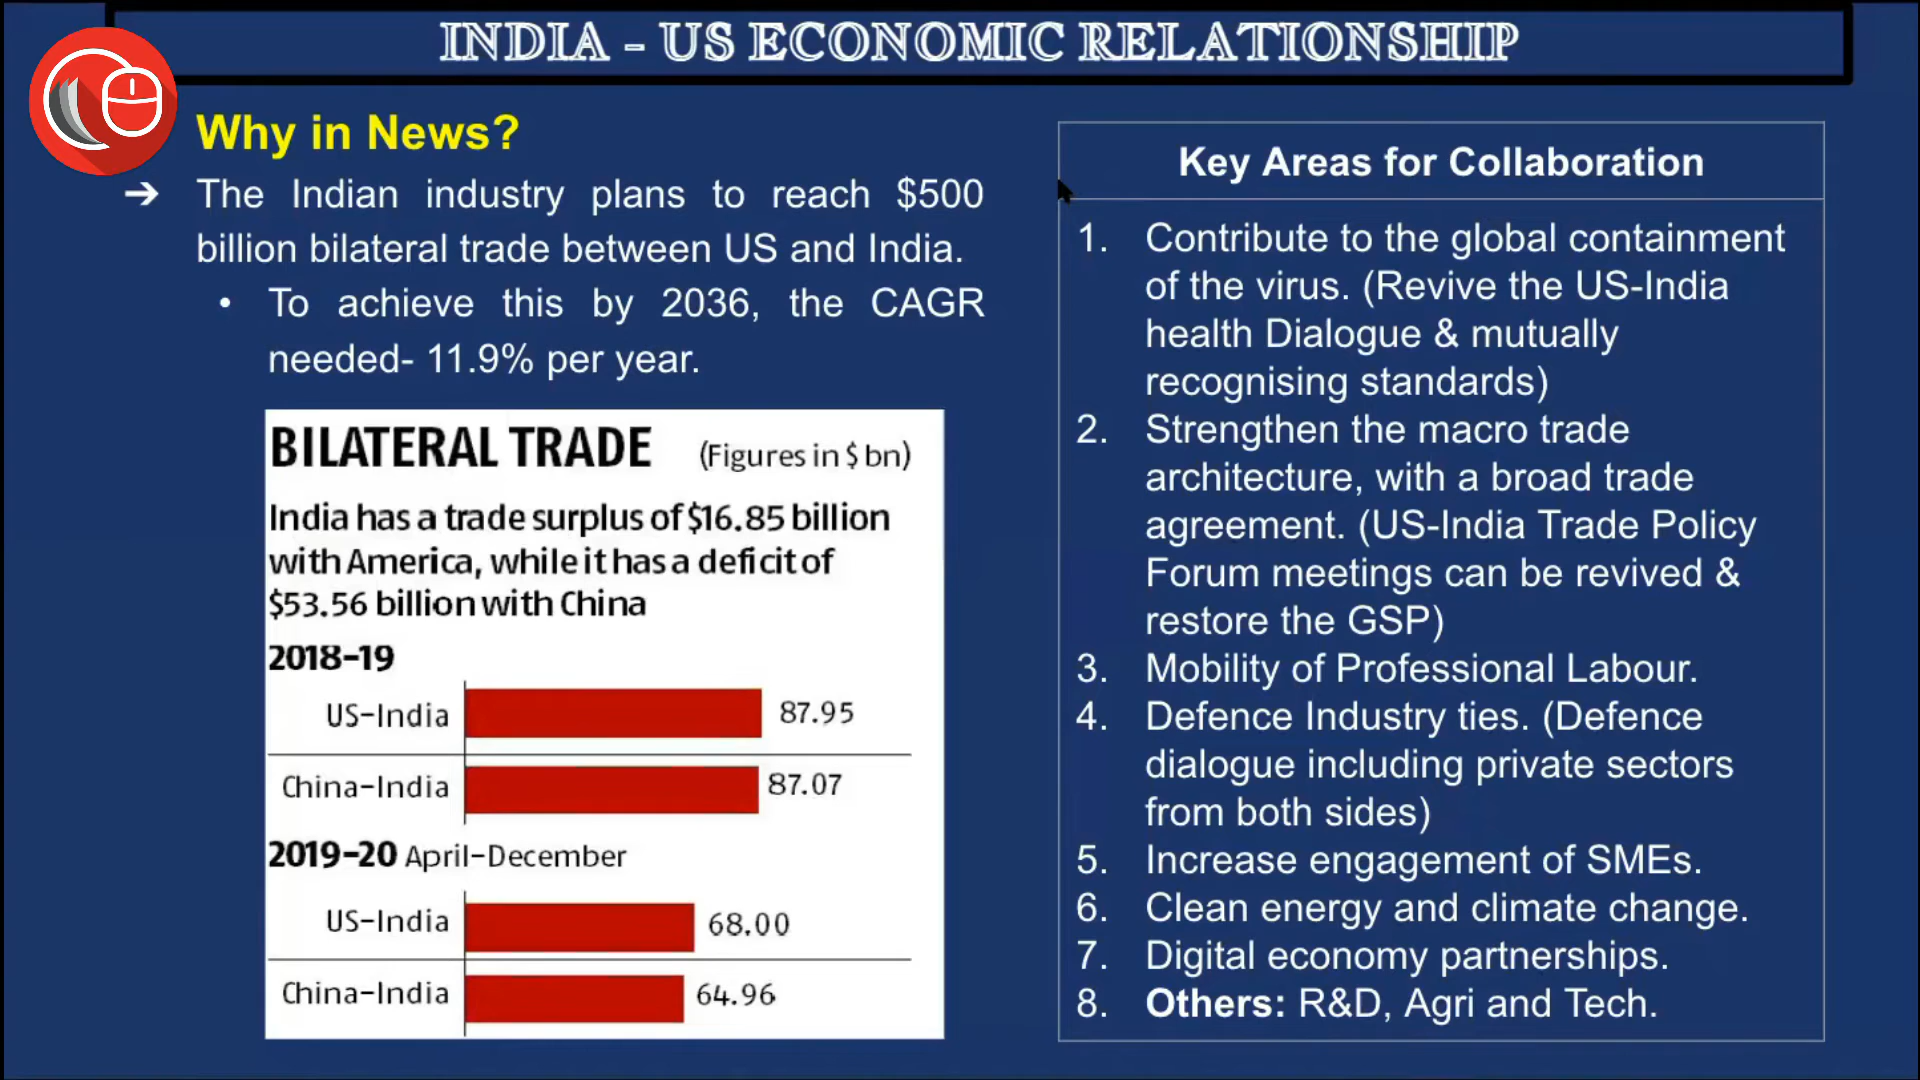 INDIA - US ECONOMIC RELATIONSHIP
Why in News?
➔ The Indian industry plans to reach $500
billion bilateral trade between US and India.
• To achieve this by 2036, the CAGR
needed- 11.9% per year.
BILATERAL TRADE (Figures in $ bn)
India has a trade surplus of $16.85 billion
with America, while it has a deficit of
$53.56 billion with China
2018-19
US-India 87.95
China-India 87.07
2019-20 April-December
US-India 68.00
China-India 64.96
Key Areas for Collaboration
1. Contribute to the global containment
of the virus. (Revive the US-India
health Dialogue & mutually
recognising standards)
2. Strengthen the macro trade
architecture, with a broad trade
agreement. (US-India Trade Policy
Forum meetings can be revived &
restore the GSP)
3. Mobility of Professional Labour.
4. Defence Industry ties. (Defence
dialogue including private sectors
from both sides)
5. Increase engagement of SMEs.
6. Clean energy and climate change.
7. Digital economy partnerships.
8. Others: R&D, Agri and Tech.